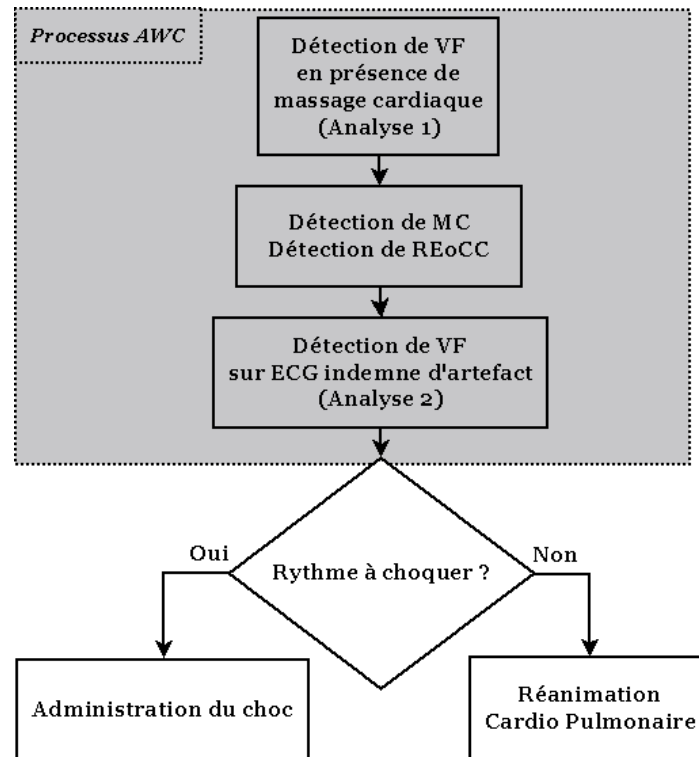 Processus AWC
Détection de VF
en présence de
massage cardiaque
(Analyse 1)
Détection de MC
Détection de REoCC
Détection de VF
sur ECG indemne d'artefact
(Analyse 2)
Oui
Rythme à choquer ?
Non
Administration du choc
Réanimation
Cardio Pulmonaire